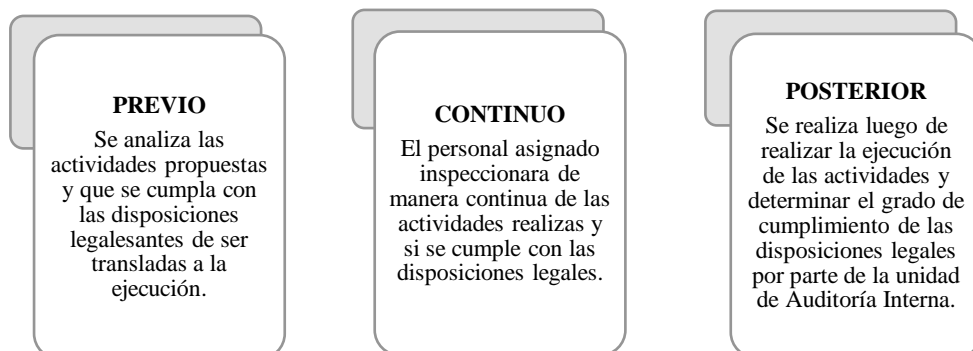 PREVIO
Se analiza las
actividades propuestas
y que se cumpla con
las disposiciones
legalesantes de ser
transladas a la
ejecución.
CONTINUO
El personal asignado
inspeccionara de
manera continua de las
actividades realizas y
si se cumple con las
disposiciones legales.
POSTERIOR
Se realiza luego de
realizar la ejecución
de las actividades y
determinar el grado de
cumplimiento de las
disposiciones legales
por parte de la unidad
de Auditoría Interna.